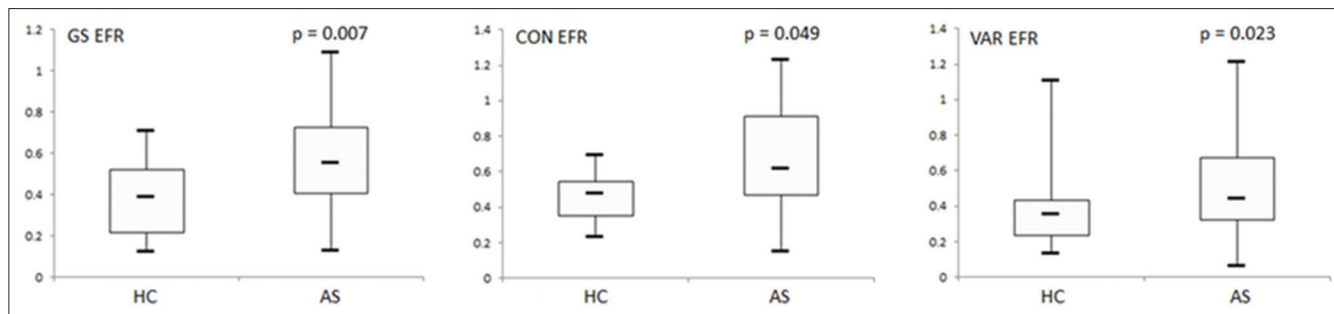 GS EFR
p = 0.007
1.2
1
0.8
0.6
0.4
0.2
0
HC
AS
CON EFR
p = 0.049
1.4
1.2
1
0.8
0.6
0.4
0.2
0
HC
AS
VAR EFR
p = 0.023
1.4
1.2
1
0.8
0.6
0.4
0.2
0
HC
AS